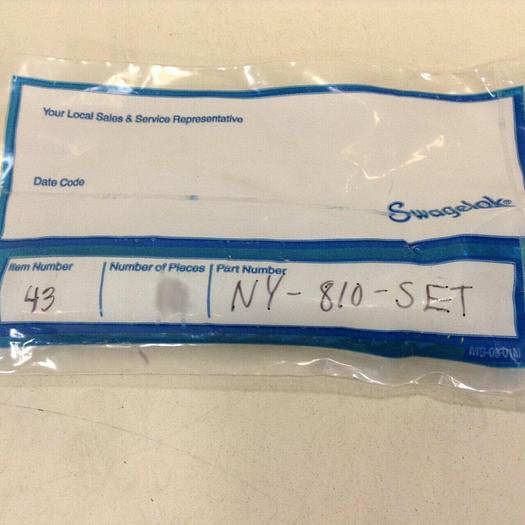 Your Local Sales & Service Representative
Date Code
Swagelok®
Item Number Number of Pieces Part Number
43 NY-810-SET